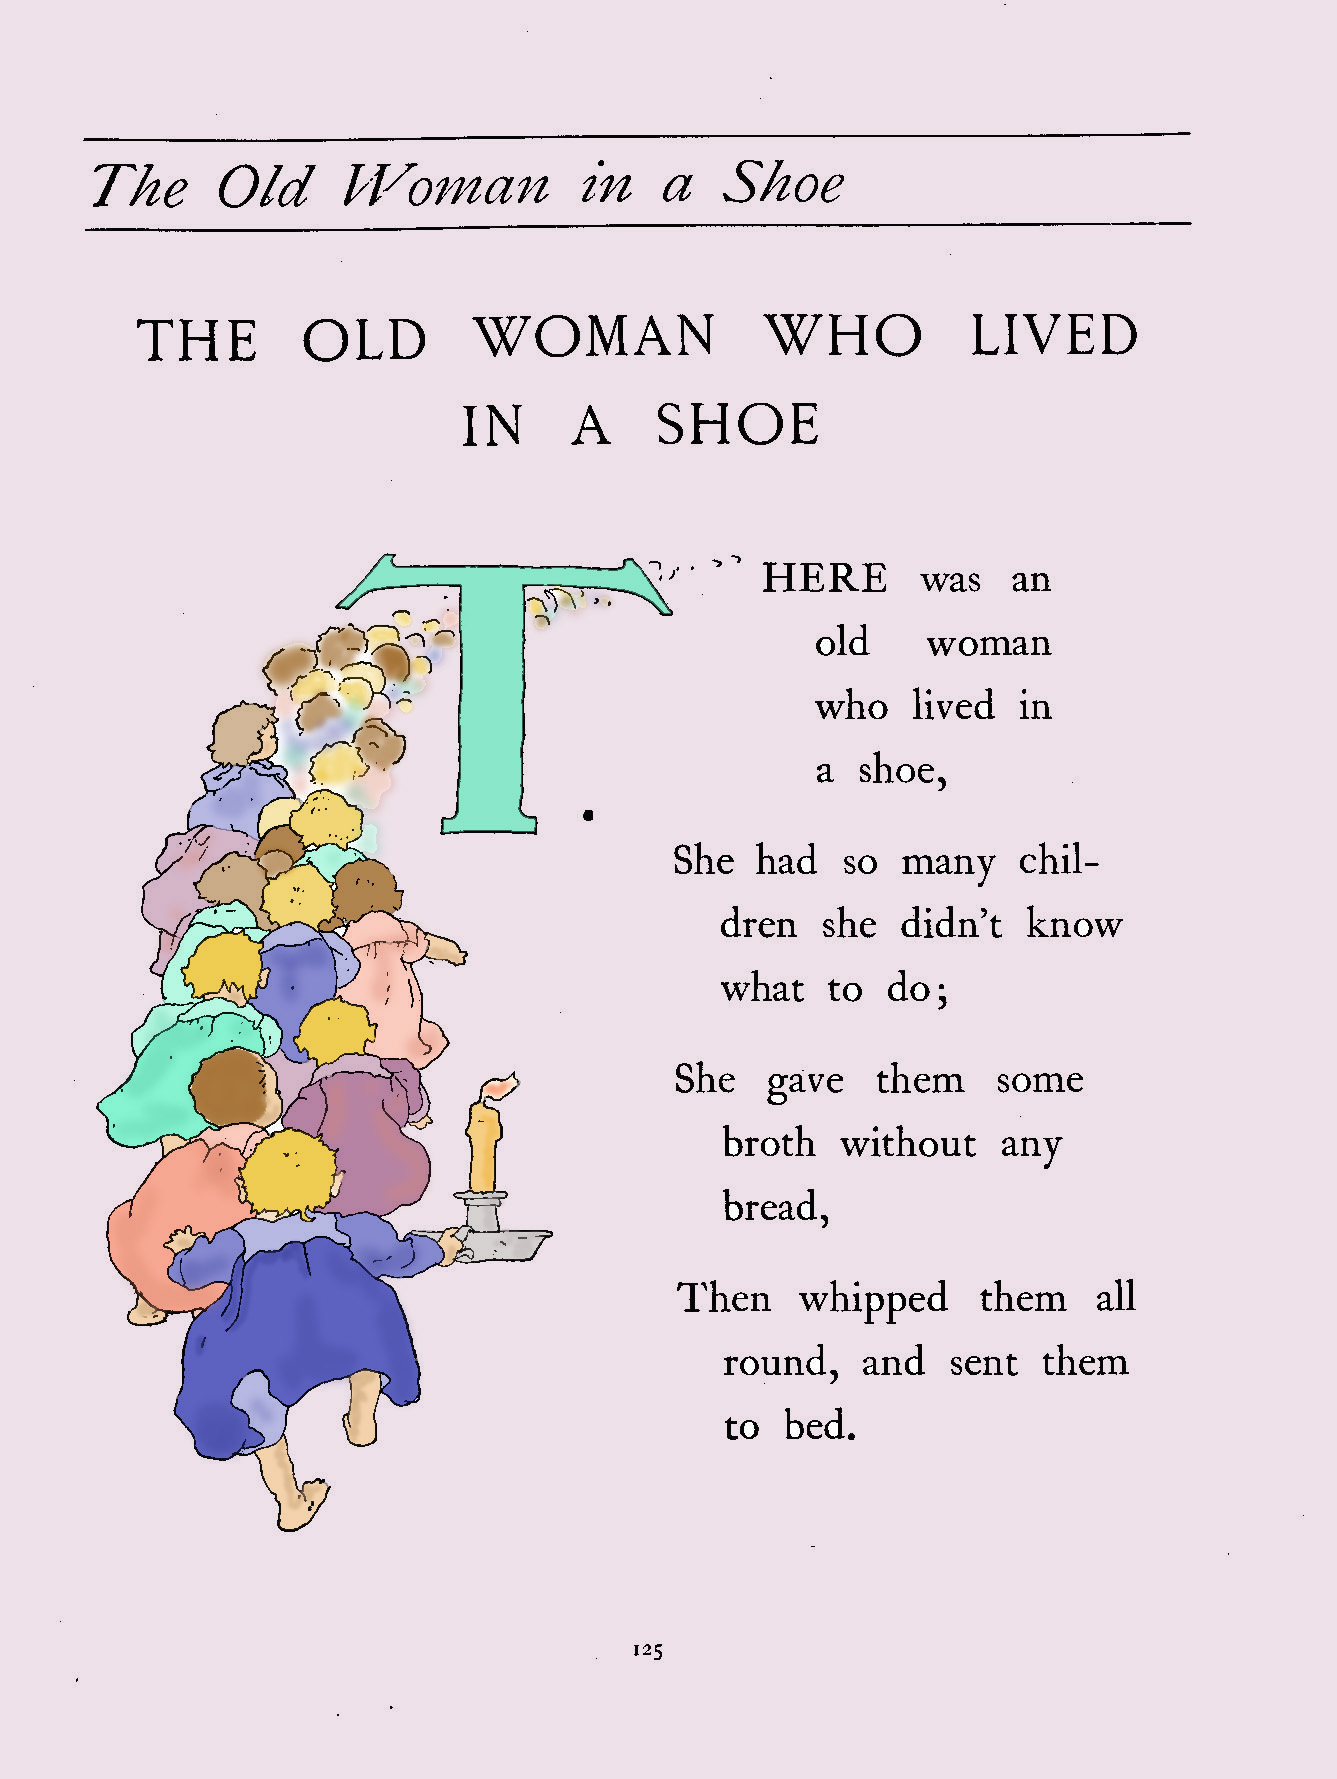 The Old Woman in a Shoe
THE OLD WOMAN WHO LIVED
IN A SHOE
THERE was an
old woman
who lived in
a shoe,
She had so many chil-
dren she didn't know
what to do;
She gave them some
broth without any
bread,
Then whipped them all
round, and sent them
to bed.
125